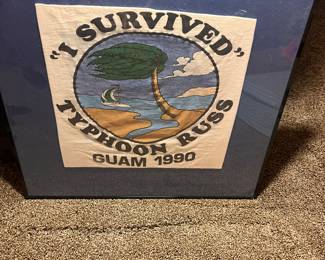 "I SURVIVED"
TYPHOON RUSS
GUAM 1990